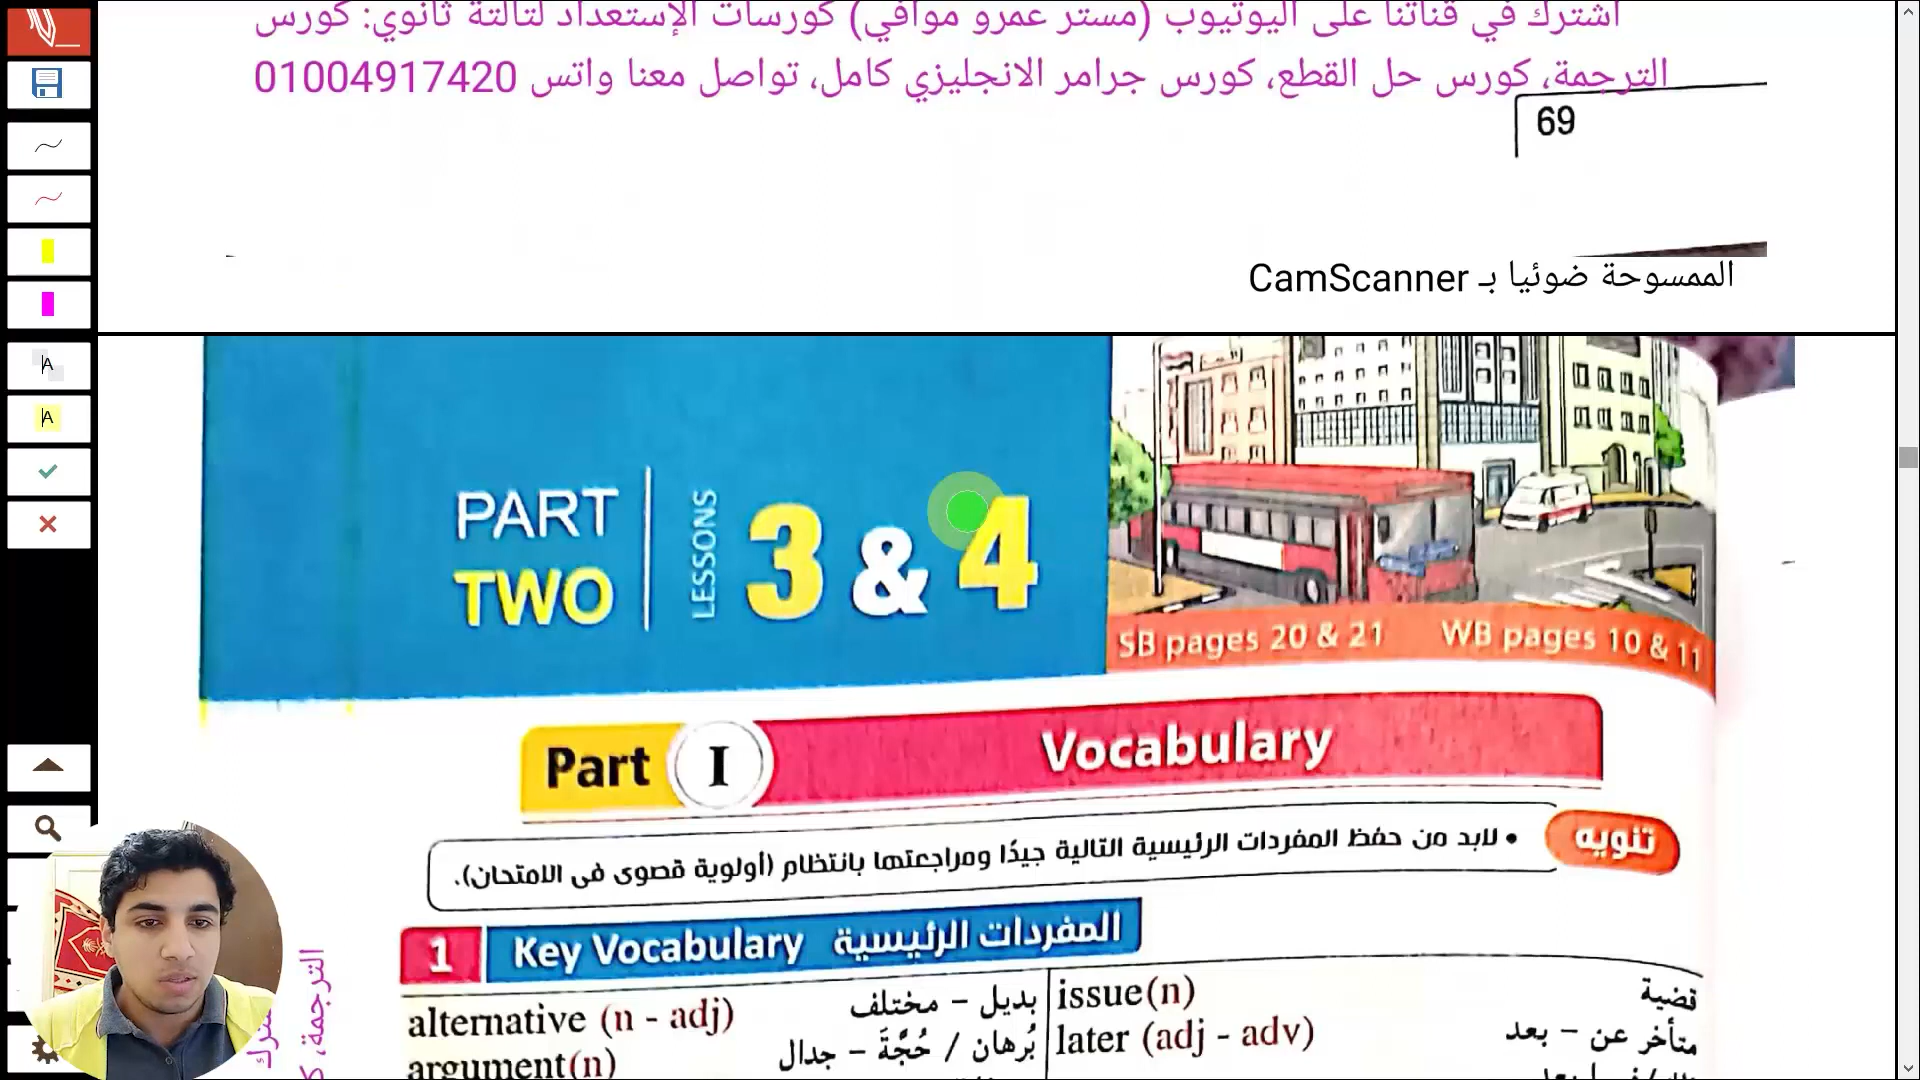 اشترك في قناتنا على اليوتيوب (مستر عمرو موافي) كورسات الإستعداد لتالتة ثانوي: كورس
الترجمة، كورس حل القطع، كورس جرامر الانجليزي كامل، تواصل معنا واتس 01004917420
69
الممسوحة ضوئيا بـ CamScanner
PART
TWO
LESSONS
3 & 4
SB pages 20 & 21 WB pages 10 & 11
Part I Vocabulary
تنويه
• لابد من حفظ المفردات الرئيسية التالية جيدًا ومراجعتها بانتظام (أولوية قصوى فى الامتحان).
1 Key Vocabulary المفردات الرئيسية
alternative (n - adj) بديل – مختلف
argument(n) بُرهان / حُجَّةَ – جدال
issue(n) قضية
later (adj - adv) متأخر عن – بعد
الترجمة،